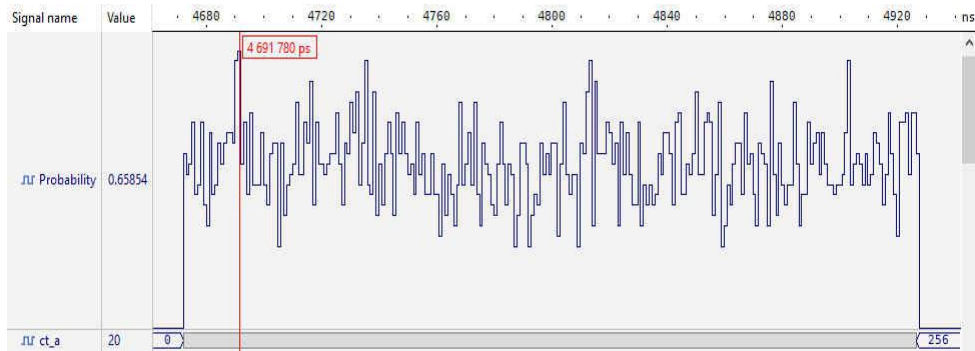 Signal name Value 4680 4720 4760 4800 4840 4880 4920 ns
4 691 780 ps
Probability 0.65854
ct_a 20 0 256